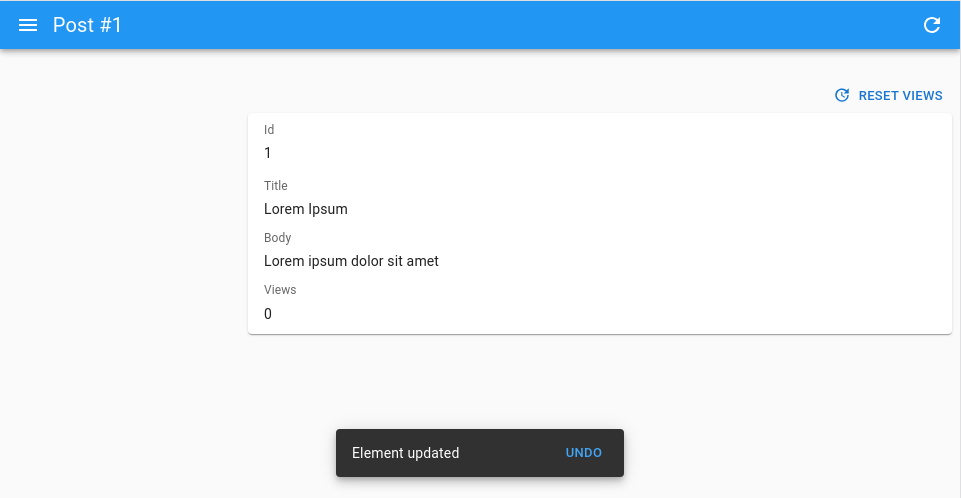 Post #1
RESET VIEWS
Id
1
Title
Lorem Ipsum
Body
Lorem ipsum dolor sit amet
Views
0
Element updated UNDO